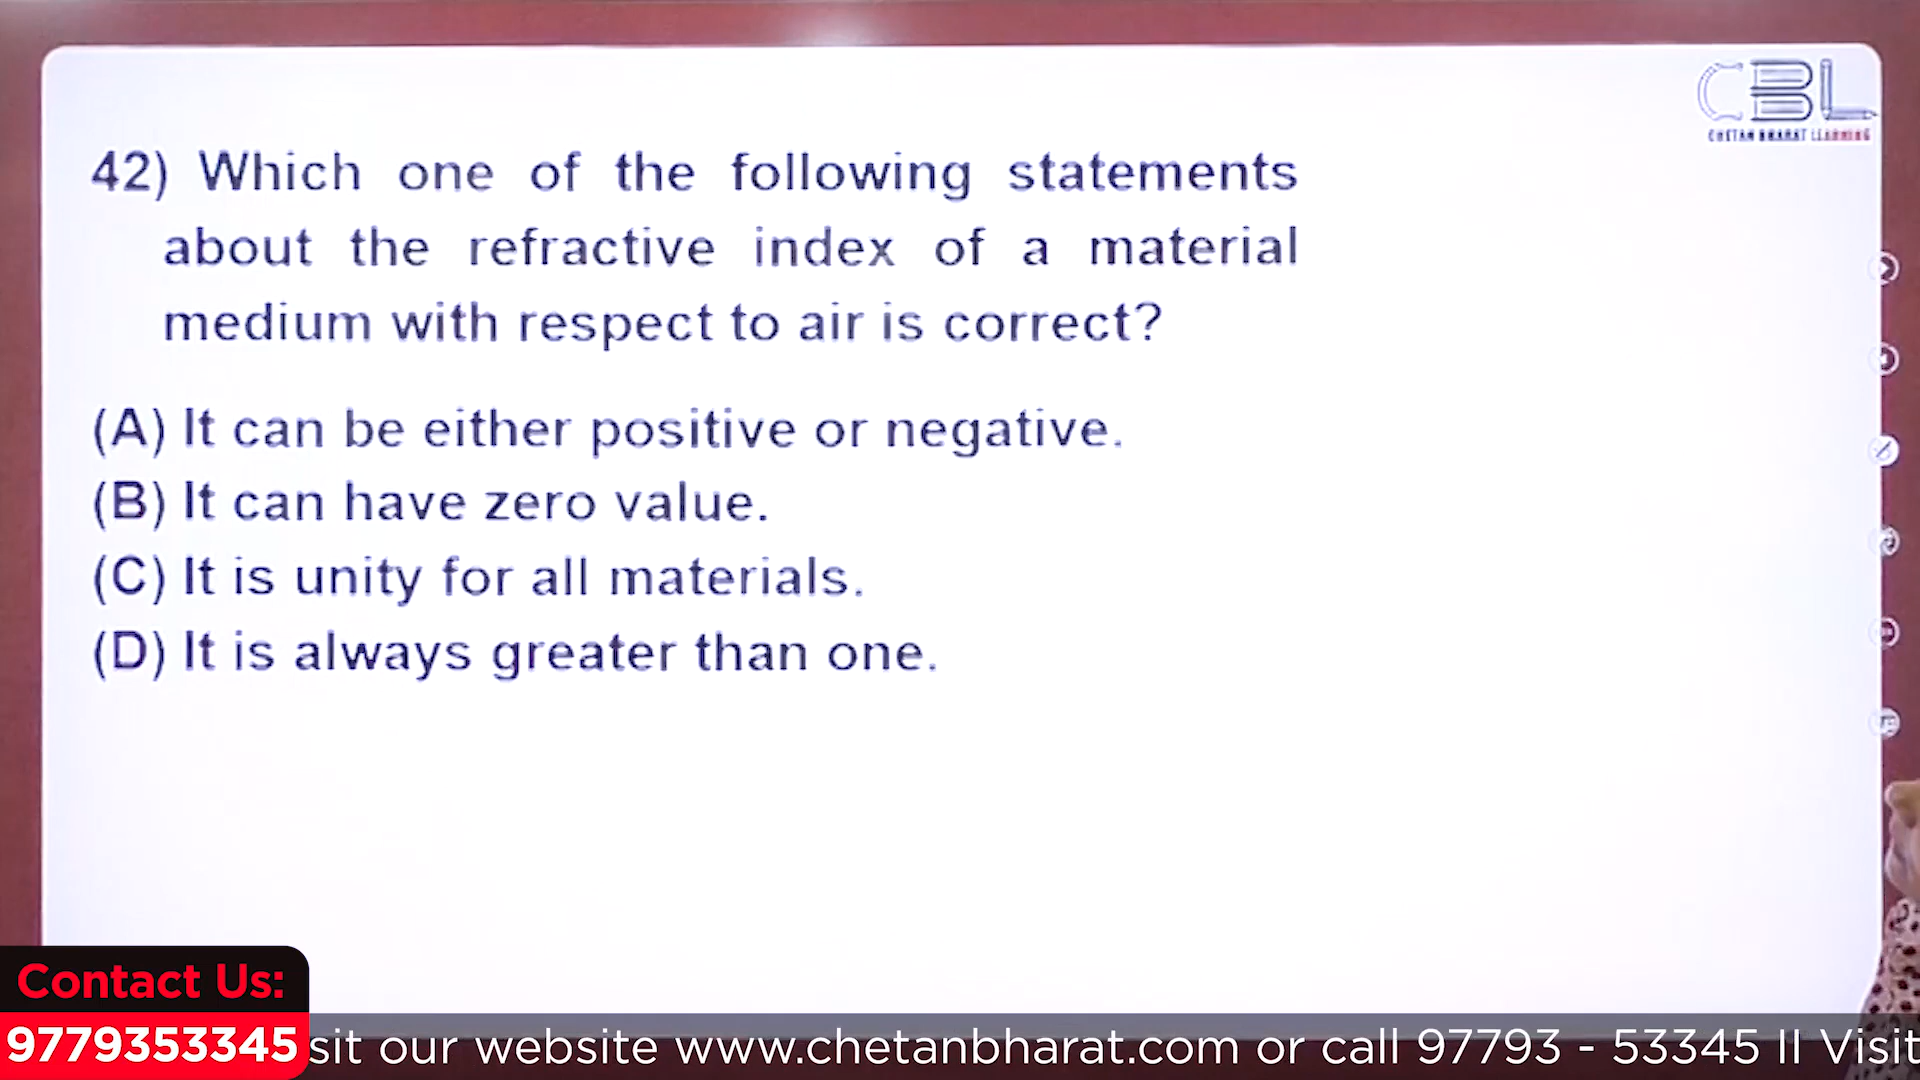 CBL
CHETAN BHARAT LEARNING
42) Which one of the following statements
about the refractive index of a material
medium with respect to air is correct?
(A) It can be either positive or negative.
(B) It can have zero value.
(C) It is unity for all materials.
(D) It is always greater than one.
Contact Us:
9779353345
sit our website www.chetanbharat.com or call 97793 - 53345 II Visit